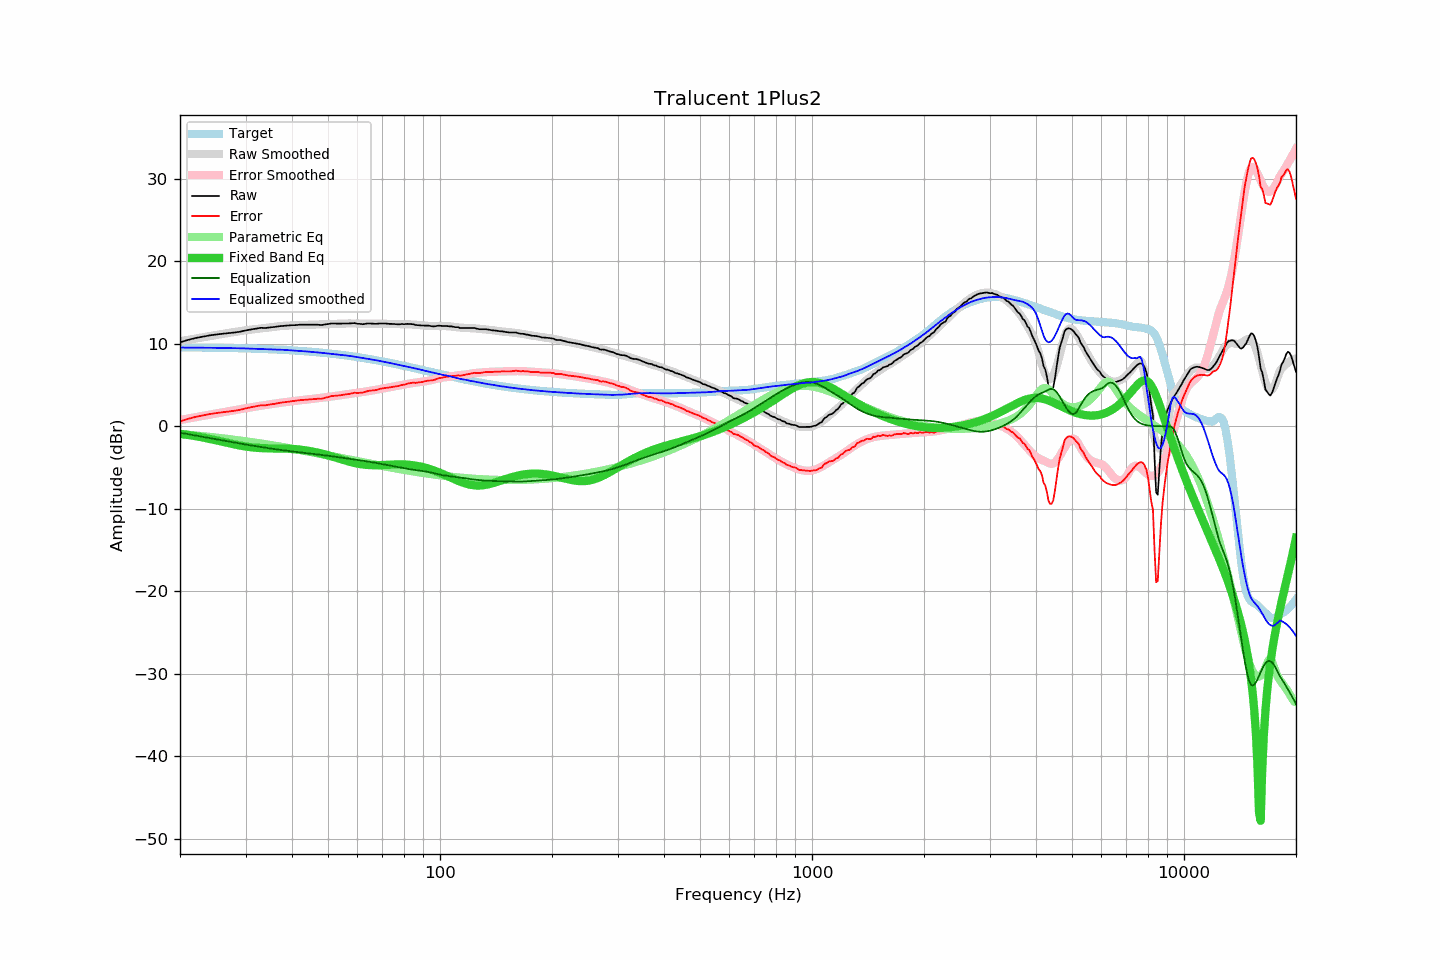 Tralucent 1Plus2
Target
Raw Smoothed
Error Smoothed
Raw
Error
Parametric Eq
Fixed Band Eq
Equalization
Equalized smoothed
30
20
10
0
−10
−20
−30
−40
−50
Amplitude (dBr)
100
1000
10000
Frequency (Hz)